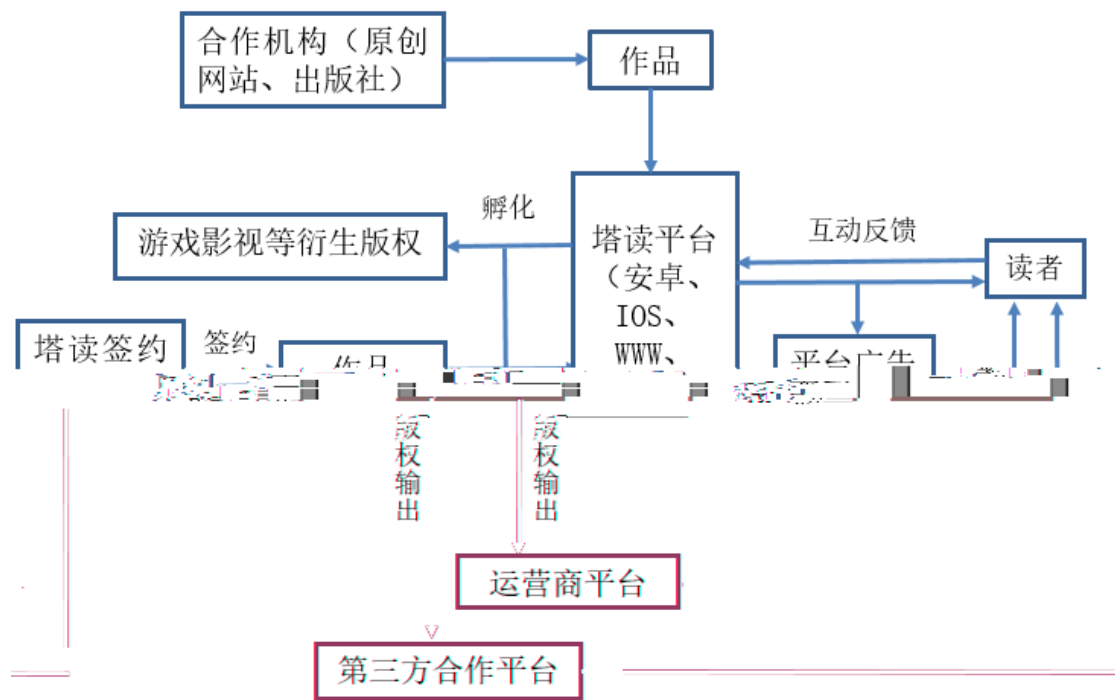 合作机构（原创
网站、出版社）
作品
孵化
游戏影视等衍生版权
塔读平台
（安卓、
IOS、
WWW、
互动反馈
读者
塔读签约
签约
作品
平台广告
版权输出
版权输出
运营商平台
第三方合作平台